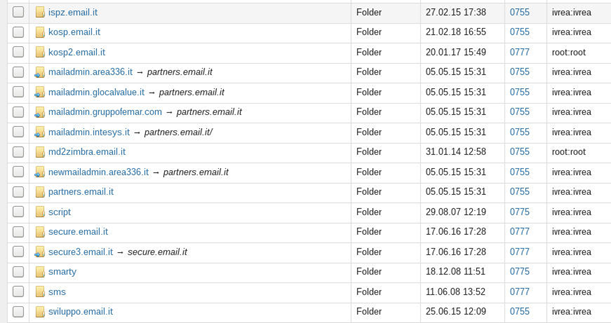 ispz.email.it Folder 27.02.15 17:38 0755 ivrea:ivrea
kosp.email.it Folder 21.02.18 16:55 0755 ivrea:ivrea
kosp2.email.it Folder 20.01.17 15:49 0777 root:root
mailadmin.area336.it → partners.email.it Folder 05.05.15 15:31 0755 ivrea:ivrea
mailadmin.glocalvalue.it → partners.email.it Folder 05.05.15 15:31 0755 ivrea:ivrea
mailadmin.gruppofemar.com → partners.email.it Folder 05.05.15 15:31 0755 ivrea:ivrea
mailadmin.intesys.it → partners.email.it/ Folder 05.05.15 15:31 0755 ivrea:ivrea
md2zimbra.email.it Folder 31.01.14 12:58 0755 root:root
newmailadmin.area336.it → partners.email.it Folder 05.05.15 15:31 0755 ivrea:ivrea
partners.email.it Folder 05.05.15 15:31 0755 ivrea:ivrea
script Folder 29.08.07 12:19 0775 ivrea:ivrea
secure.email.it Folder 17.06.16 17:28 0777 ivrea:ivrea
secure3.email.it → secure.email.it Folder 17.06.16 17:28 0777 ivrea:ivrea
smarty Folder 18.12.08 11:51 0775 ivrea:ivrea
sms Folder 11.06.08 13:52 0777 ivrea:ivrea
sviluppo.email.it Folder 25.06.15 12:09 0755 ivrea:ivrea